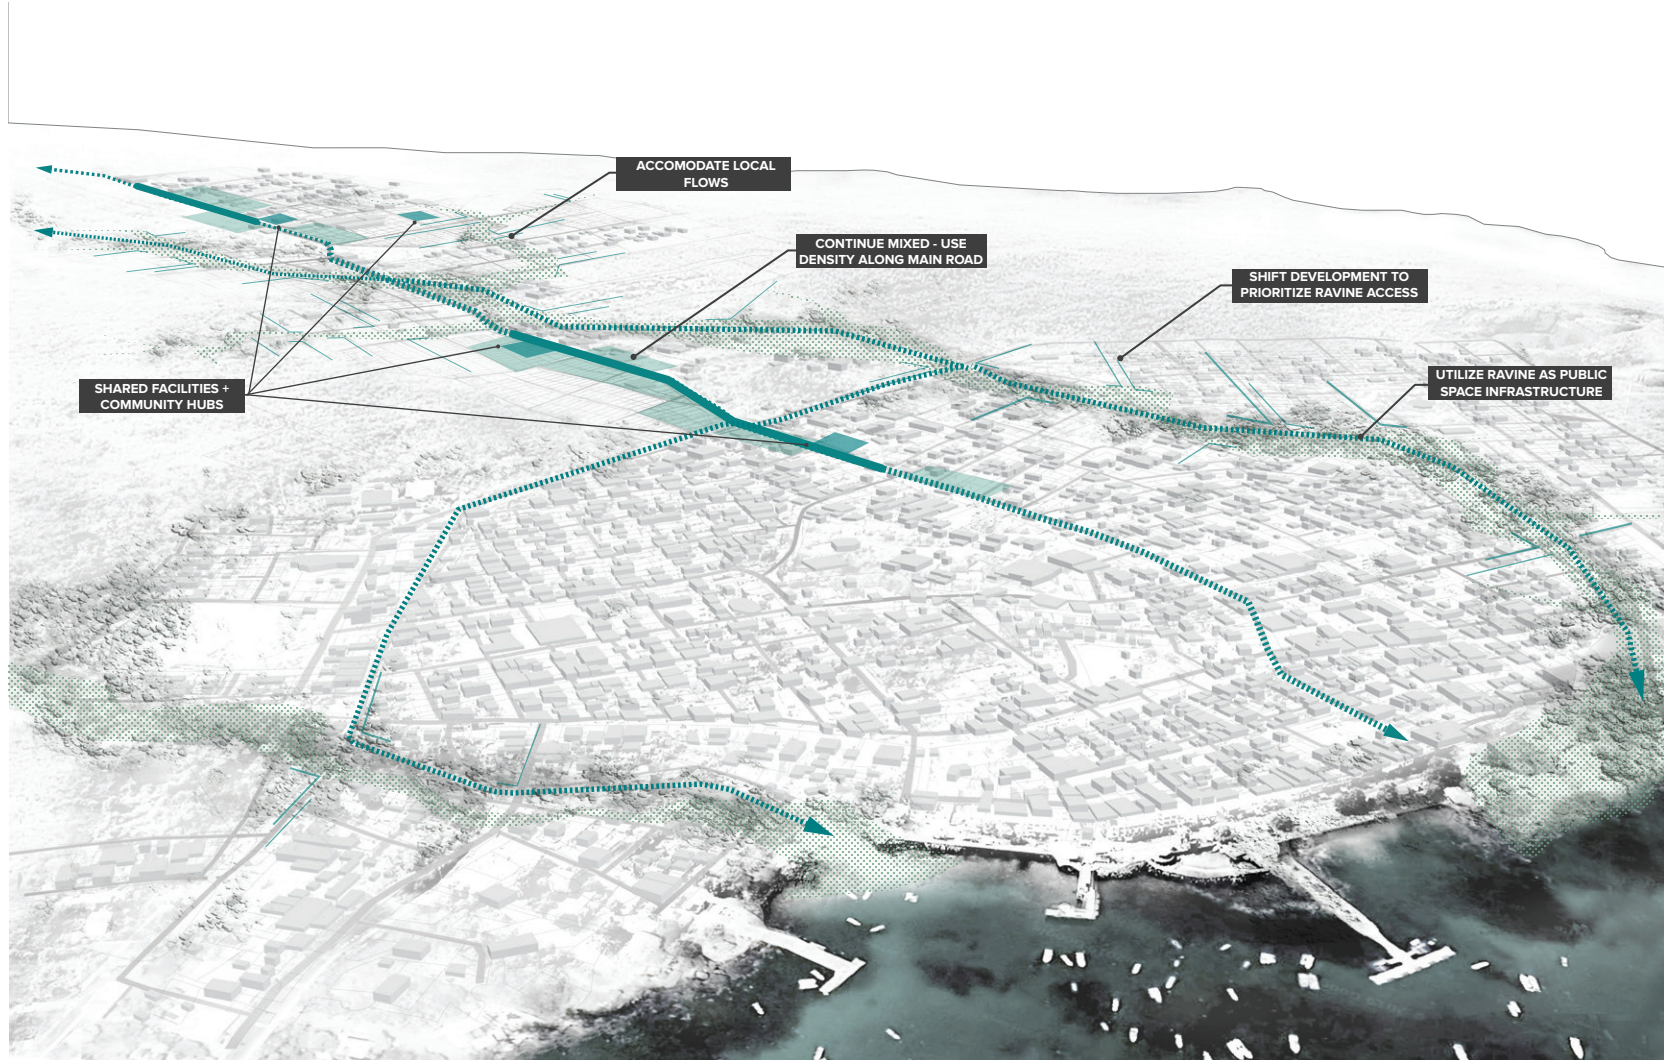 ACCOMODATE LOCAL
FLOWS
CONTINUE MIXED - USE
DENSITY ALONG MAIN ROAD
SHIFT DEVELOPMENT TO
PRIORITIZE RAVINE ACCESS
UTILIZE RAVINE AS PUBLIC
SPACE INFRASTRUCTURE
SHARED FACILITIES +
COMMUNITY HUBS